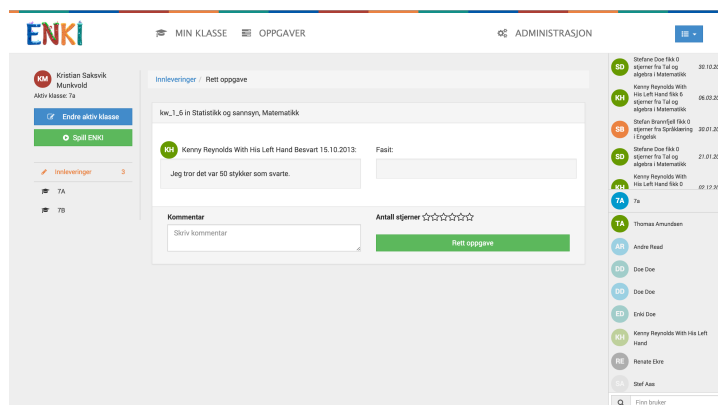 ENKI
MIN KLASSE
OPPGAVER
ADMINISTRASJON
KM
Kristian Saksvik
Munkvold
Aktiv klasse: 7a
Endre aktiv klasse
Spill ENKI
Innleveringer 3
7A
7B
Innleveringer / Rett oppgave
kw_1_6 in Statistikk og sannsyn, Matematikk
KH Kenny Reynolds With His Left Hand Besvart 15.10.2013:
Jeg tror det var 50 stykker som svarte.
Fasit:
Kommentar
Skriv kommentar
Antall stjerner
Rett oppgave
SD
Stefane Doe fikk 0
stjerner fra Tal og
algebra i Matematikk
30.10.20
KH
Kenny Reynolds With
His Left Hand fikk 6
stjerner fra Tal og
algebra i Matematikk
06.03.20
SB
Stefan Brannfjell fikk 0
stjerner fra Språklæring
i Engelsk
30.01.20
SD
Stefane Doe fikk 0
stjerner fra Tal og
algebra i Matematikk
21.01.20
KH
Kenny Reynolds With
His Left Hand fikk 0
02.12.20
7A 7a
TA Thomas Amundsen
AR Andre Read
DD Doe Doe
DD Doe Doe
ED Enki Doe
KH Kenny Reynolds With His Left
Hand
RE Renate Ekre
SA Stef Aas
Finn bruker